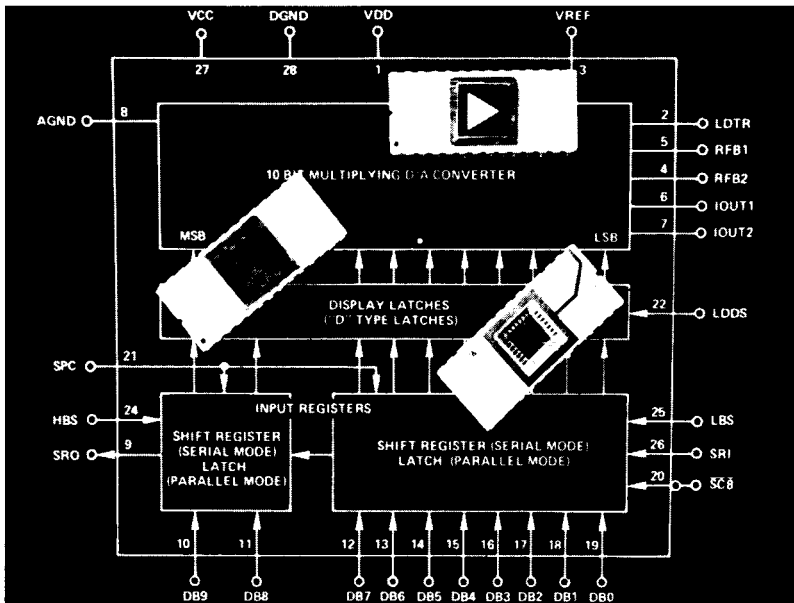 VCC DGND VDD VREF
27 28 1 3
AGND 8
2 LDTR
5 RFB1
4 RFB2
6 IOUT1
7 IOUT2
10 BIT MULTIPLYING D A CONVERTER
MSB LSB
DISPLAY LATCHES
("D" TYPE LATCHES)
22 LDDS
SPC 21
INPUT REGISTERS
HBS 24
SRO 9
SHIFT REGISTER
(SERIAL MODE)
LATCH
(PARALLEL MODE)
SHIFT REGISTER (SERIAL MODE)
LATCH (PARALLEL MODE)
25 LBS
26 SRI
20 SC8
10 11 12 13 14 15 16 17 18 19
DB9 DB8 DB7 DB6 DB5 DB4 DB3 DB2 DB1 DB0